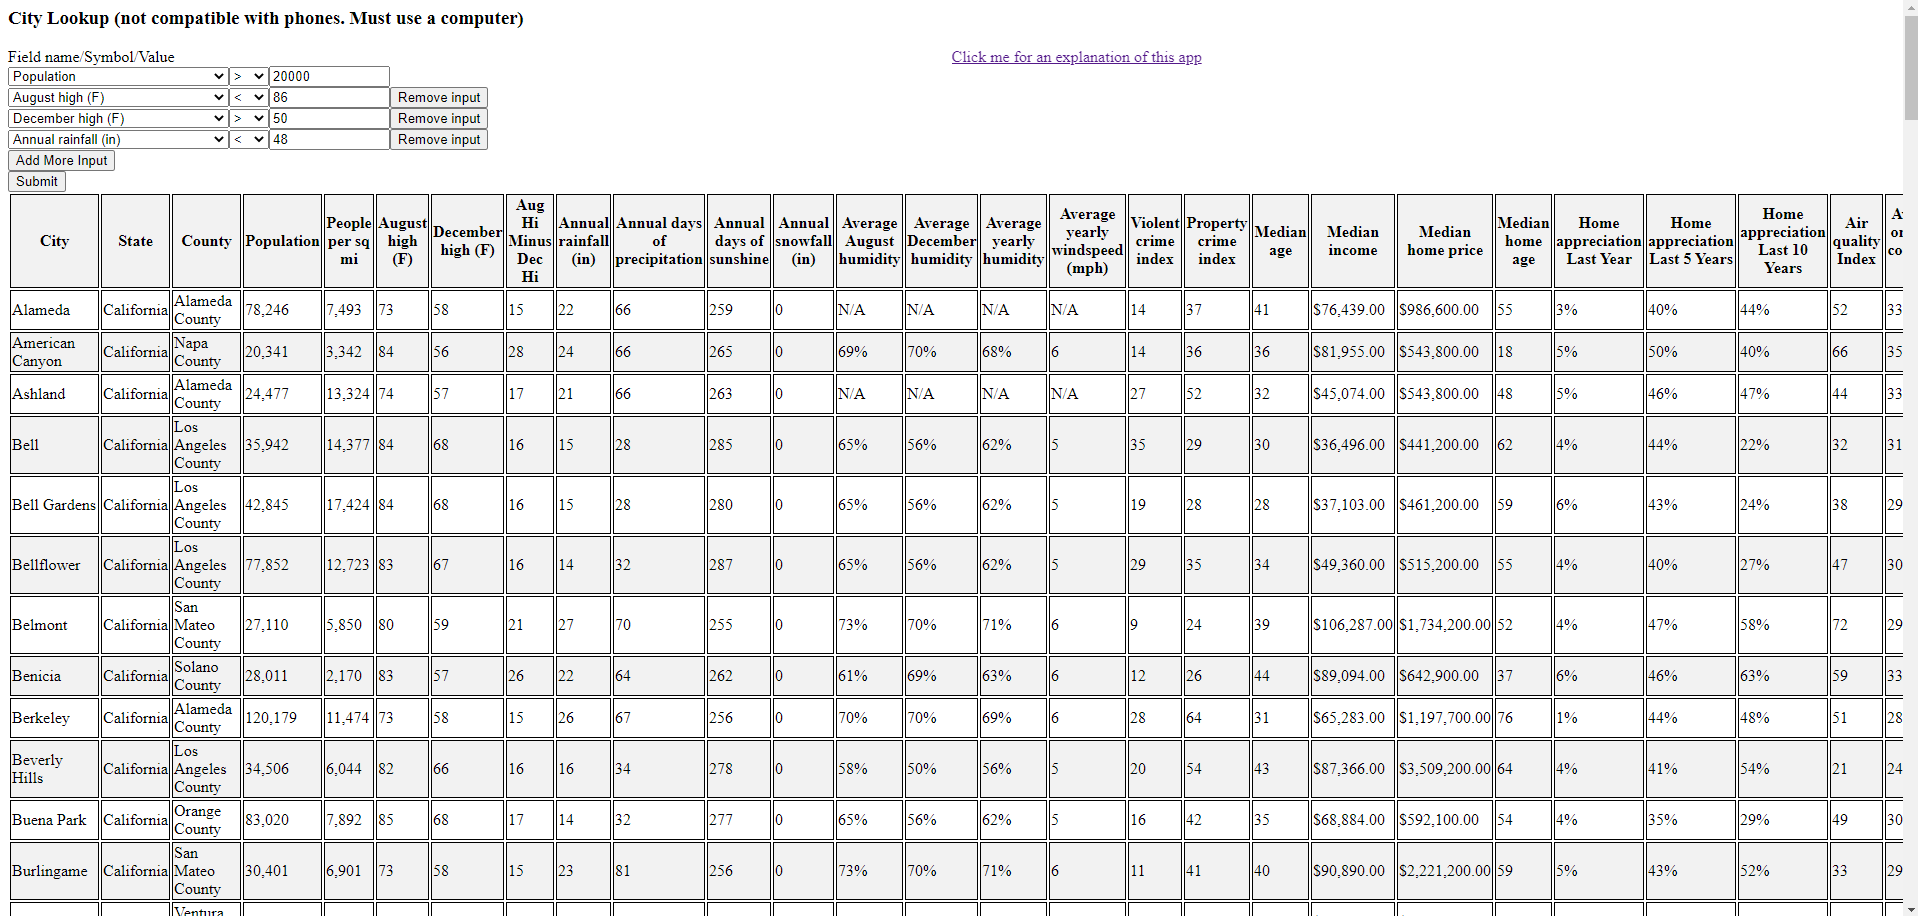 City Lookup (not compatible with phones. Must use a computer)
Field name/Symbol/Value Click me for an explanation of this app
Population > 20000
August high (F) < 86 Remove input
December high (F) > 50 Remove input
Annual rainfall (in) < 48 Remove input
Add More Input
Submit
City State County Population People per sq mi August high (F) December high (F) Aug Hi Minus Dec Hi Annual rainfall (in) Annual days of precipitation Annual days of sunshine Annual snowfall (in) Average August humidity Average December humidity Average yearly humidity Average yearly windspeed (mph) Violent crime index Property crime index Median age Median income Median home price Median home age Home appreciation Last Year Home appreciation Last 5 Years Home appreciation Last 10 Years Air quality Index
Alameda California Alameda County 78,246 7,493 73 58 15 22 66 259 0 N/A N/A N/A N/A 14 37 41 $76,439.00 $986,600.00 55 3% 40% 44% 52 33
American Canyon California Napa County 20,341 3,342 84 56 28 24 66 265 0 69% 70% 68% 6 14 36 36 $81,955.00 $543,800.00 18 5% 50% 40% 66 35
Ashland California Alameda County 24,477 13,324 74 57 17 21 66 263 0 N/A N/A N/A N/A 27 52 32 $45,074.00 $543,800.00 48 5% 46% 47% 44 33
Bell California Los Angeles County 35,942 14,377 84 68 16 15 28 285 0 65% 56% 62% 5 35 29 30 $36,496.00 $441,200.00 62 4% 44% 22% 32 31
Bell Gardens California Los Angeles County 42,845 17,424 84 68 16 15 28 280 0 65% 56% 62% 5 19 28 28 $37,103.00 $461,200.00 59 6% 43% 24% 38 29
Bellflower California Los Angeles County 77,852 12,723 83 67 16 14 32 287 0 65% 56% 62% 5 29 35 34 $49,360.00 $515,200.00 55 4% 40% 27% 47 30
Belmont California San Mateo County 27,110 5,850 80 59 21 27 70 255 0 73% 70% 71% 6 9 24 39 $106,287.00 $1,734,200.00 52 4% 47% 58% 72 29
Benicia California Solano County 28,011 2,170 83 57 26 22 64 262 0 61% 69% 63% 6 12 26 44 $89,094.00 $642,900.00 37 6% 46% 63% 59 33
Berkeley California Alameda County 120,179 11,474 73 58 15 26 67 256 0 70% 70% 69% 6 28 64 31 $65,283.00 $1,197,700.00 76 1% 44% 48% 51 28
Beverly Hills California Los Angeles County 34,506 6,044 82 66 16 16 34 278 0 58% 50% 56% 5 20 54 43 $87,366.00 $3,509,200.00 64 4% 41% 54% 21 24
Buena Park California Orange County 83,020 7,892 85 68 17 14 32 277 0 65% 56% 62% 5 16 42 35 $68,884.00 $592,100.00 54 4% 35% 29% 49 30
Burlingame California San Mateo County 30,401 6,901 73 58 15 23 81 256 0 73% 70% 71% 6 11 41 40 $90,890.00 $2,221,200.00 59 5% 43% 52% 33 29
Ventura